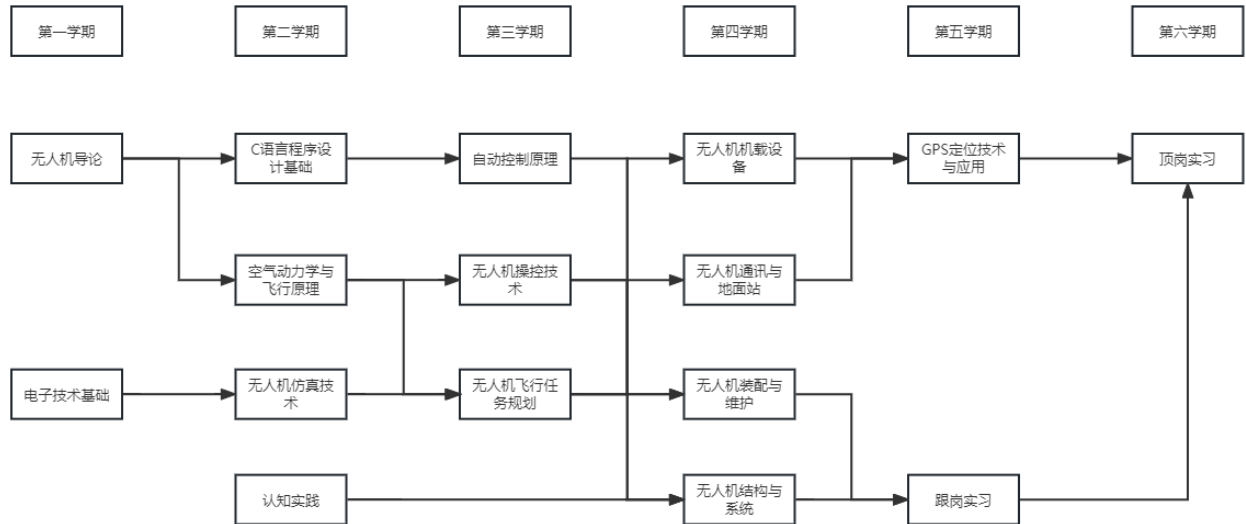 第一学期
第二学期
第三学期
第四学期
第五学期
第六学期
无人机导论
C语言程序设
计基础
自动控制原理
无人机机载设
备
GPS定位技术
与应用
顶岗实习
空气动力学与
飞行原理
无人机操控技
术
无人机通讯与
地面站
电子技术基础
无人机仿真技
术
无人机飞行任
务规划
无人机装配与
维护
认知实践
无人机结构与
系统
跟岗实习